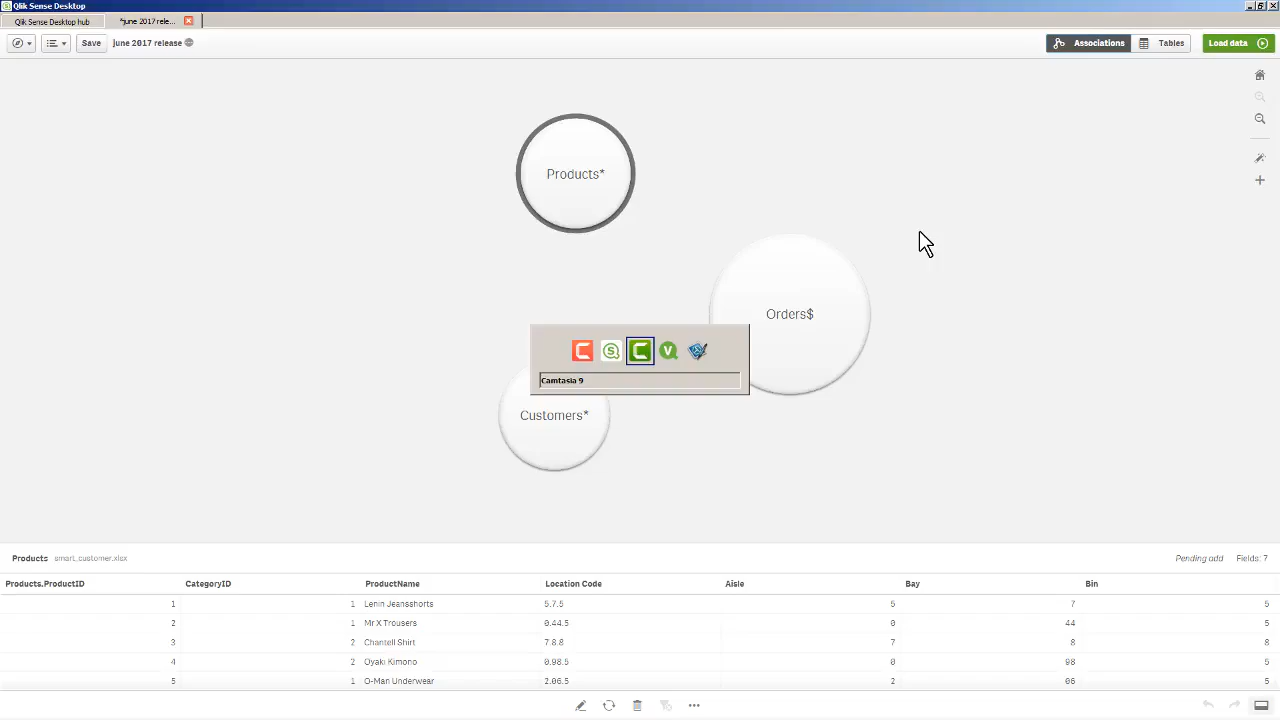 Qlik Sense Desktop
Qlik Sense Desktop hub
*june 2017 rele...
Save
june 2017 release
Associations
Tables
Load data
Products*
Orders$
Camtasia 9
Customers*
Products smart_customer.xlsx Pending add Fields: 7
Products.ProductID CategoryID ProductName Location Code Aisle Bay Bin
1 1 Lenin Jeansshorts 5.7.5 5 7 5
2 1 Mr X Trousers 0.44.5 0 44 5
3 2 Chantell Shirt 7.8.8 7 8 8
4 2 Oyaki Kimono 0.98.5 0 98 5
5 1 O-Man Underwear 2.06.5 2 06 5